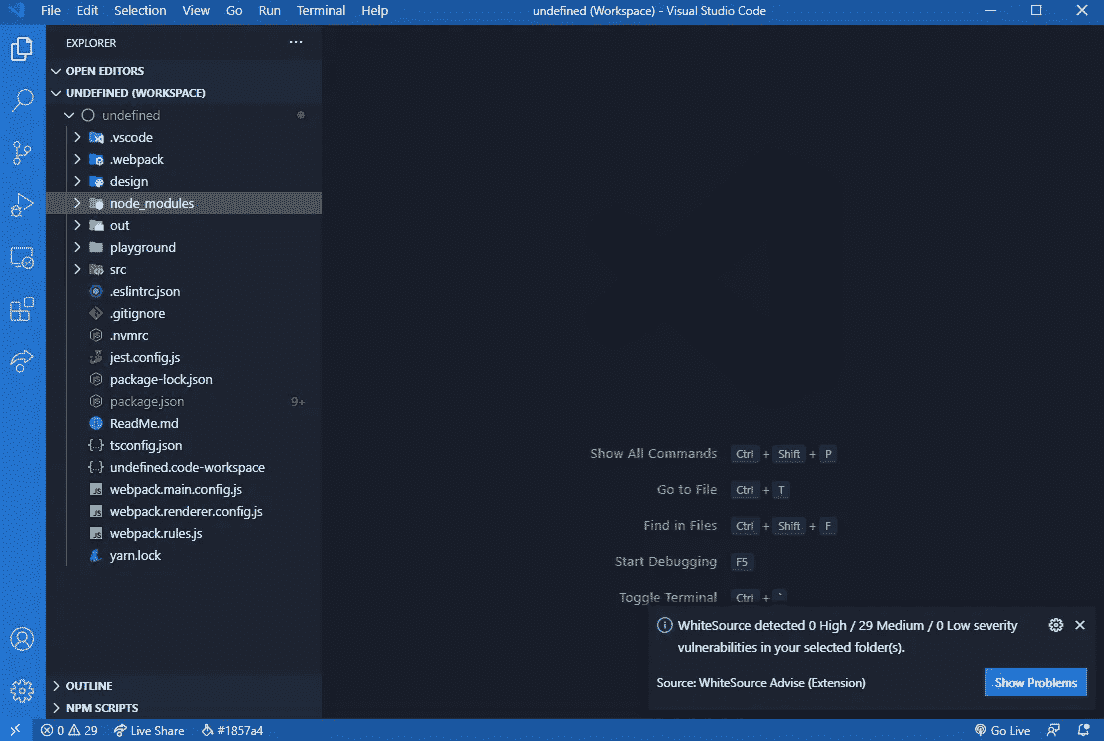 File Edit Selection View Go Run Terminal Help undefined (Workspace) - Visual Studio Code
EXPLORER ...
OPEN EDITORS
UNDEFINED (WORKSPACE)
undefined
.vscode
.webpack
design
node_modules
out
playground
src
.eslintrc.json
.gitignore
.nvmrc
jest.config.js
package-lock.json
package.json 9+
ReadMe.md
{..} tsconfig.json
{..} undefined.code-workspace
JS webpack.main.config.js
JS webpack.renderer.config.js
JS webpack.rules.js
yarn.lock
OUTLINE
NPM SCRIPTS
Show All Commands Ctrl + Shift + P
Go to File Ctrl + T
Find in Files Ctrl + Shift + F
Start Debugging F5
Toggle Terminal Ctrl + `
WhiteSource detected 0 High / 29 Medium / 0 Low severity
vulnerabilities in your selected folder(s).
Source: WhiteSource Advise (Extension) Show Problems
0 29 Live Share #1857a4 Go Live